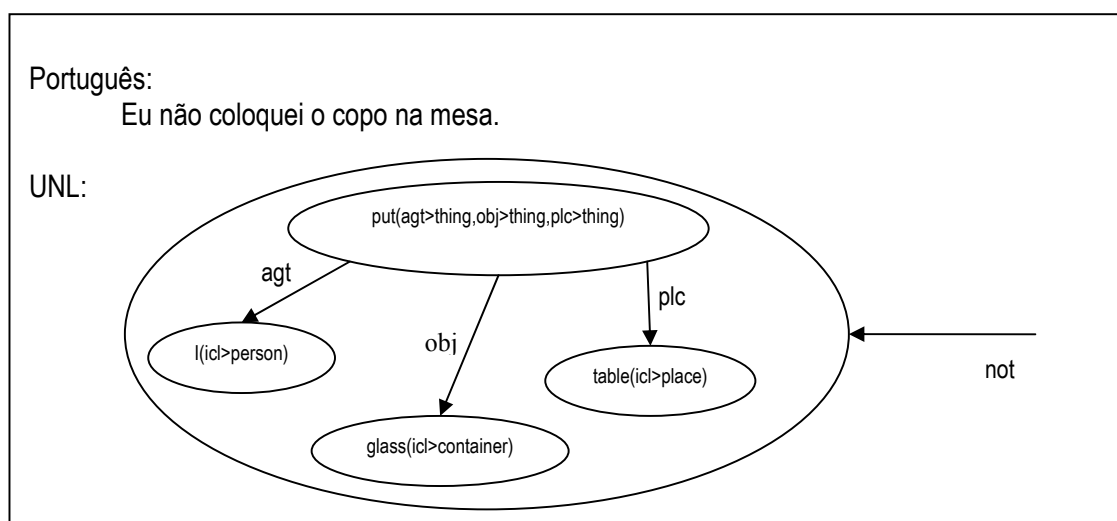 Português:
Eu não coloquei o copo na mesa.
UNL:
put(agt>thing,obj>thing,plc>thing)
agt
plc
obj
I(icl>person)
table(icl>place)
not
glass(icl>container)